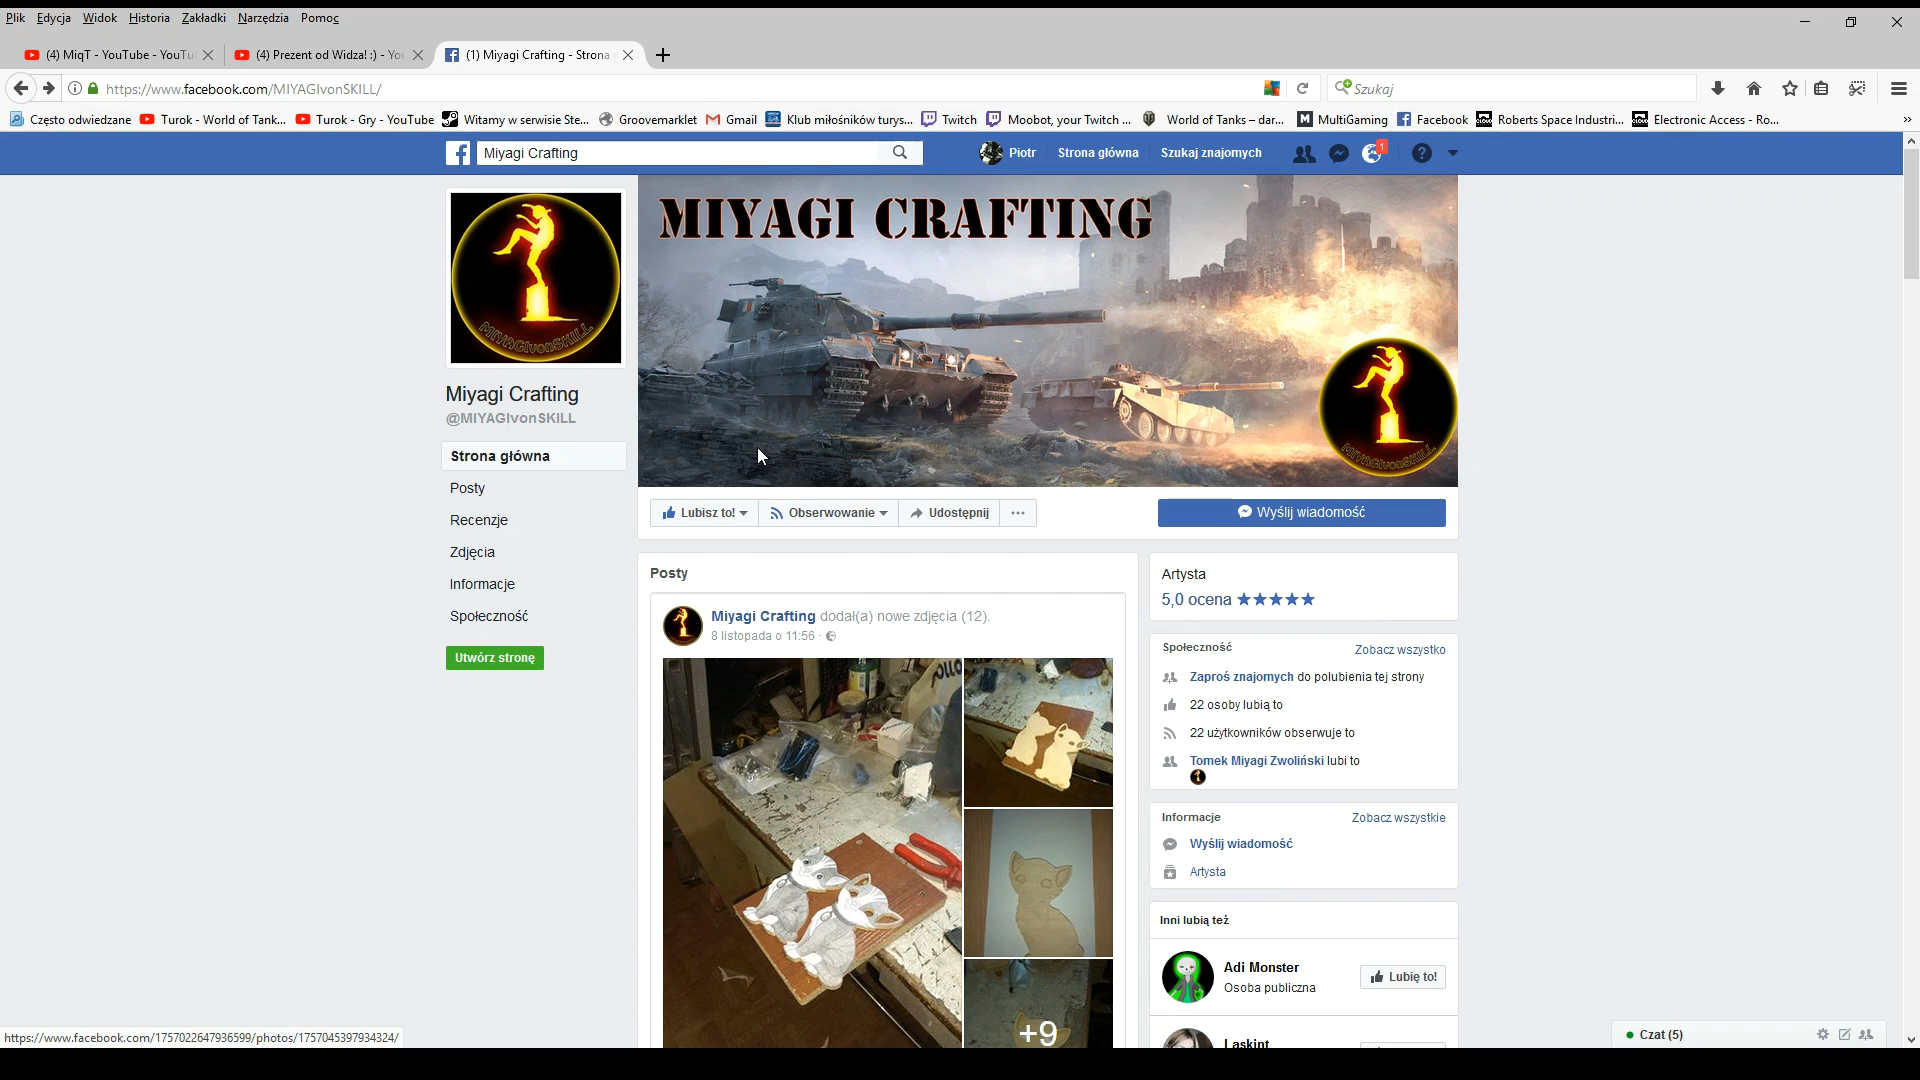 Plik Edycja Widok Historia Zakładki Narzędzia Pomoc
(4) MiqT - YouTube - YouTu
(4) Prezent od Widza! :) - Yo
(1) Miyagi Crafting - Strona
https://www.facebook.com/MIYAGIvonSKILL/
Szukaj
Często odwiedzane
Turok - World of Tank...
Turok - Gry - YouTube
Witamy w serwisie Ste...
Groovemarklet
Gmail
Klub miłośników turys...
Twitch
Moobot, your Twitch ...
World of Tanks – dar...
MultiGaming
Facebook
Roberts Space Industri...
Electronic Access - Ro...
Miyagi Crafting
Piotr
Strona główna
Szukaj znajomych
1
MIYAGI CRAFTING
MIYAGIvonSKILL
MIYAGIvonSKILL
Miyagi Crafting
@MIYAGIvonSKILL
Strona główna
Posty
Recenzje
Zdjęcia
Informacje
Społeczność
Utwórz stronę
Lubisz to!
Obserwowanie
Udostępnij
Wyślij wiadomość
Posty
Miyagi Crafting dodał(a) nowe zdjęcia (12).
8 listopada o 11:56 ·
+9
Artysta
5,0 ocena ★★★★★
Społeczność
Zobacz wszystko
Zaproś znajomych do polubienia tej strony
22 osoby lubią to
22 użytkowników obserwuje to
Tomek Miyagi Zwoliński lubi to
Informacje
Zobacz wszystkie
Wyślij wiadomość
Artysta
Inni lubią też
Adi Monster
Osoba publiczna
Lubię to!
Laskint
https://www.facebook.com/1757022647936599/photos/1757045397934324/
Czat (5)